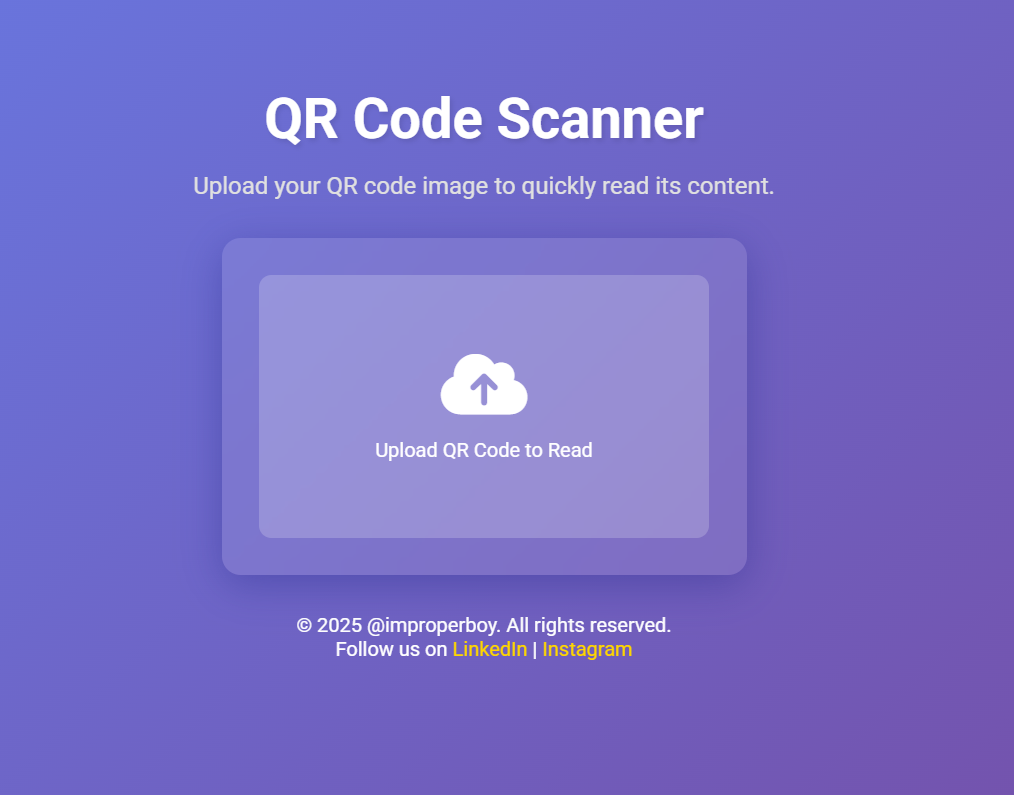 QR Code Scanner
Upload your QR code image to quickly read its content.
Upload QR Code to Read
© 2025 @improperboy. All rights reserved.
Follow us on LinkedIn | Instagram